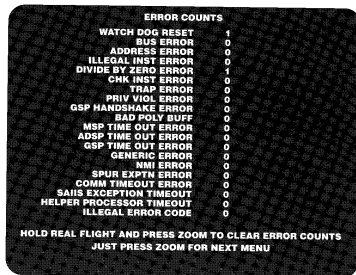 ERROR COUNTS
WATCH DOG RESET 1
BUS ERROR 0
ADDRESS ERROR 0
ILLEGAL INST ERROR 0
DIVIDE BY ZERO ERROR 1
CHK INST ERROR 0
TRAP ERROR 0
PRIV VIOL ERROR 0
GSP HANDSHAKE ERROR 0
BAD POLY BUFF 0
MSP TIME OUT ERROR 0
ADSP TIME OUT ERROR 0
GSP TIME OUT ERROR 0
GENERIC ERROR 0
NMI ERROR 0
SPUR EXPTN ERROR 0
COMM TIMEOUT ERROR 0
SAIIS EXCEPTION TIMEOUT 0
HELPER PROCESSOR TIMEOUT 0
ILLEGAL ERROR CODE 0
HOLD REAL FLIGHT AND PRESS ZOOM TO CLEAR ERROR COUNTS
JUST PRESS ZOOM FOR NEXT MENU